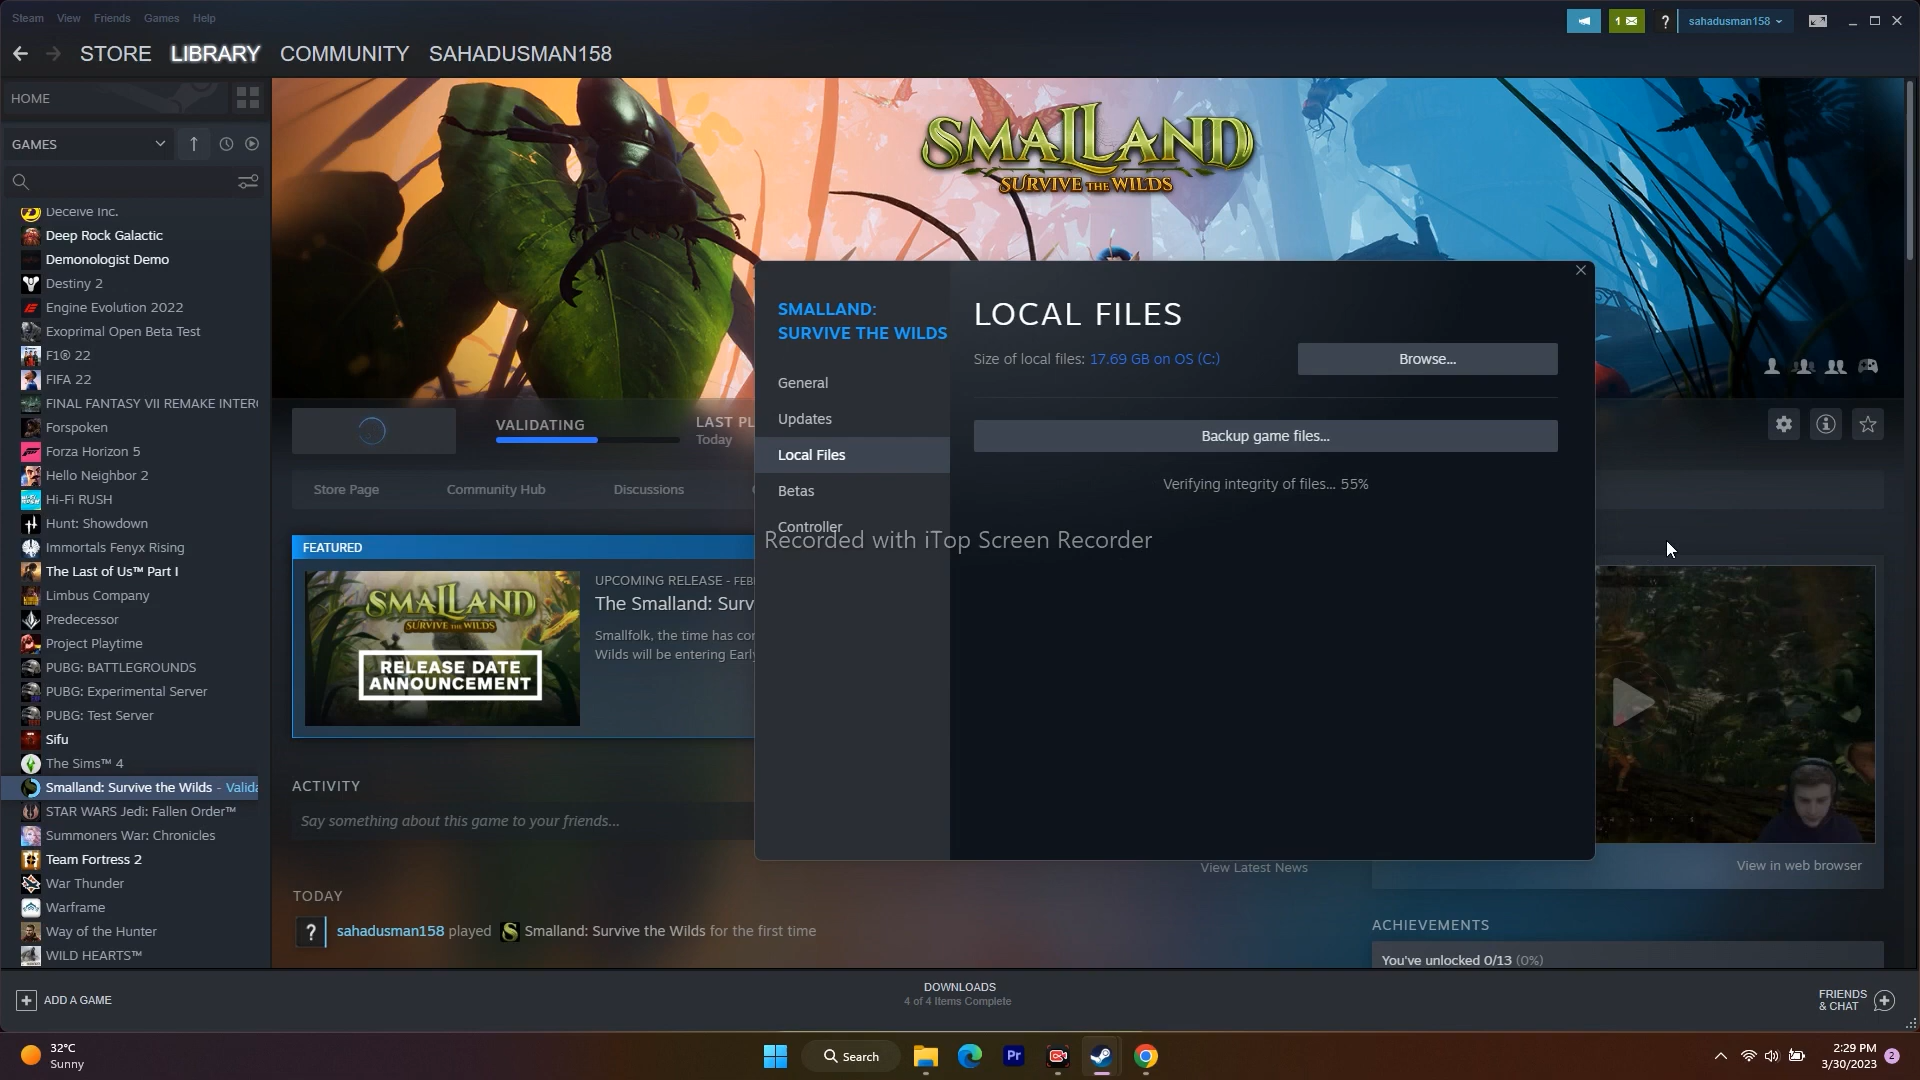 Steam View Friends Games Help
1
?
sahadusman158
STORE LIBRARY COMMUNITY SAHADUSMAN158
HOME
GAMES
Deceive Inc.
Deep Rock Galactic
Demonologist Demo
Destiny 2
Engine Evolution 2022
Exoprimal Open Beta Test
F1® 22
FIFA 22
FINAL FANTASY VII REMAKE INTER
Forspoken
Forza Horizon 5
Hello Neighbor 2
Hi-Fi RUSH
Hunt: Showdown
Immortals Fenyx Rising
The Last of Us™ Part I
Limbus Company
Predecessor
Project Playtime
PUBG: BATTLEGROUNDS
PUBG: Experimental Server
PUBG: Test Server
Sifu
The Sims™ 4
Smalland: Survive the Wilds - Valida
STAR WARS Jedi: Fallen Order™
Summoners War: Chronicles
Team Fortress 2
War Thunder
Warframe
Way of the Hunter
WILD HEARTS™
ADD A GAME
SMALLAND
SURVIVE THE WILDS
VALIDATING
LAST PL
Today
Store Page Community Hub Discussions
FEATURED
SMALLAND
SURVIVE THE WILDS
RELEASE DATE
ANNOUNCEMENT
UPCOMING RELEASE - FEB
The Smalland: Surv
Smallfolk, the time has cor
Wilds will be entering Early
ACTIVITY
Say something about this game to your friends...
TODAY
?
sahadusman158 played Smalland: Survive the Wilds for the first time
SMALLAND:
SURVIVE THE WILDS
General
Updates
Local Files
Betas
Controller
LOCAL FILES
Size of local files: 17.69 GB on OS (C:)
Browse...
Backup game files...
Verifying integrity of files... 55%
Recorded with iTop Screen Recorder
View Latest News
View in web browser
ACHIEVEMENTS
You've unlocked 0/13 (0%)
DOWNLOADS
4 of 4 Items Complete
FRIENDS
& CHAT
32°C
Sunny
Search
Pr
2:29 PM
3/30/2023
2